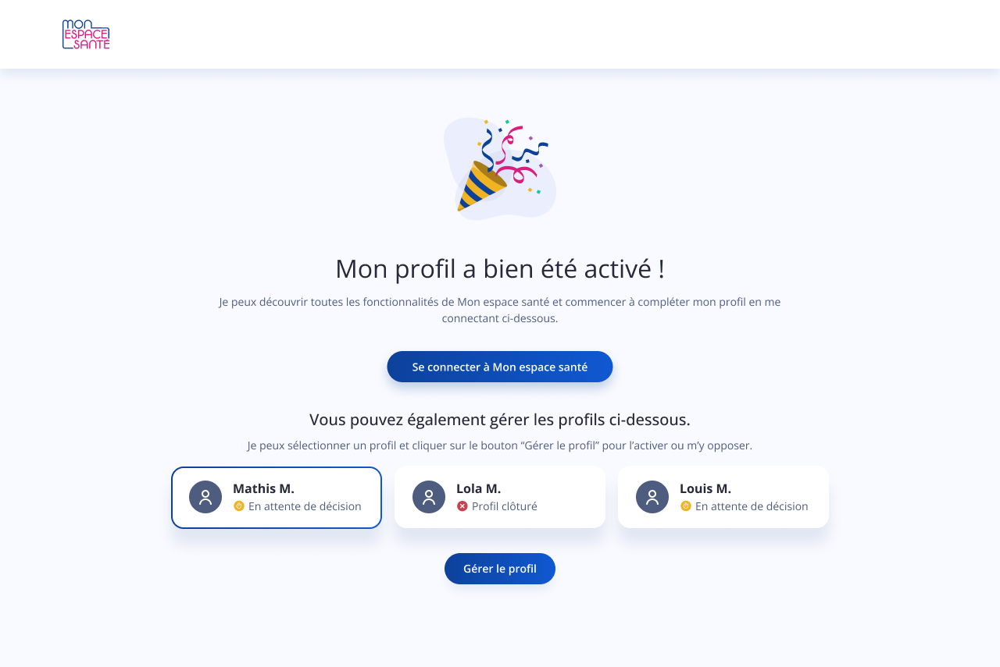 MON
ESPACE
SANTÉ
Mon profil a bien été activé !
Je peux découvrir toutes les fonctionnalités de Mon espace santé et commencer à compléter mon profil en me
connectant ci-dessous.
Se connecter à Mon espace santé
Vous pouvez également gérer les profils ci-dessous.
Je peux sélectionner un profil et cliquer sur le bouton “Gérer le profil” pour l’activer ou m’y opposer.
Mathis M.
En attente de décision
Lola M.
Profil clôturé
Louis M.
En attente de décision
Gérer le profil